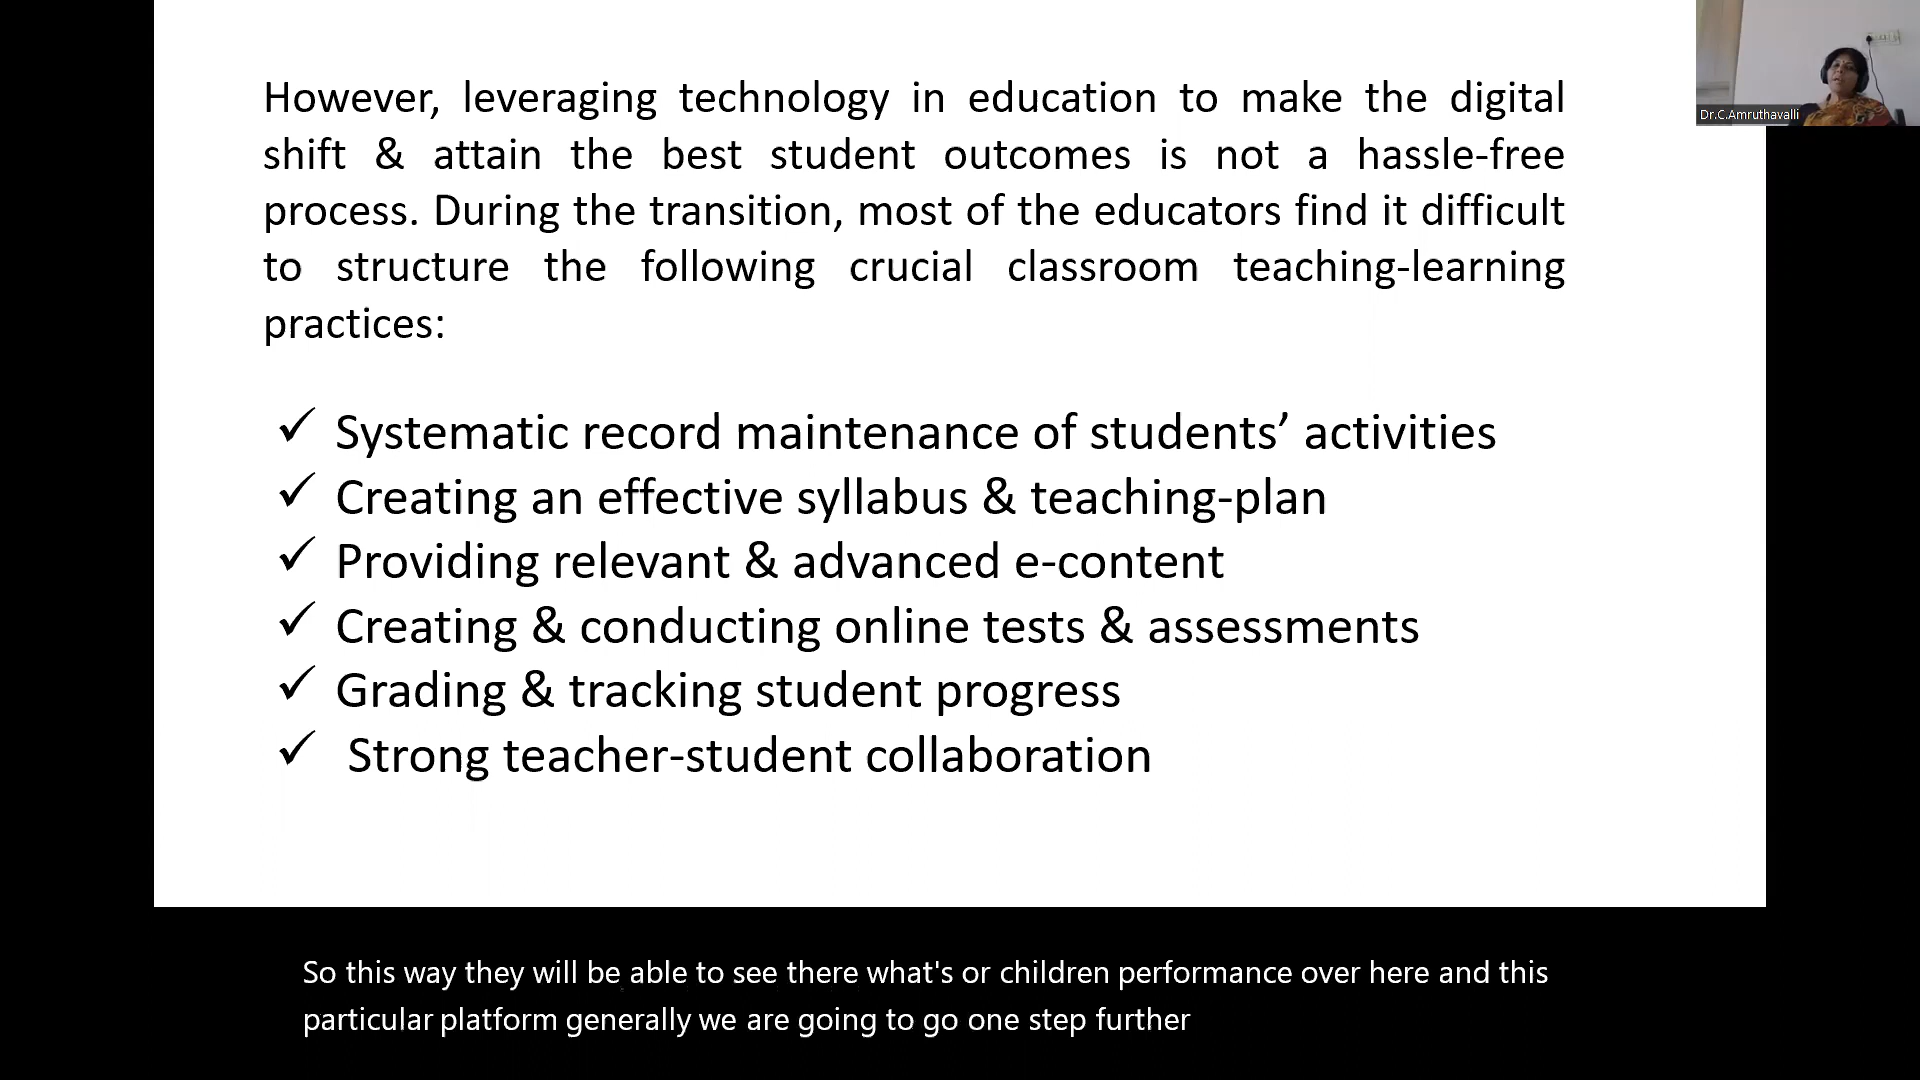 However, leveraging technology in education to make the digital
shift & attain the best student outcomes is not a hassle-free
process. During the transition, most of the educators find it difficult
to structure the following crucial classroom teaching-learning
practices:
✓ Systematic record maintenance of students’ activities
✓ Creating an effective syllabus & teaching-plan
✓ Providing relevant & advanced e-content
✓ Creating & conducting online tests & assessments
✓ Grading & tracking student progress
✓ Strong teacher-student collaboration
Dr.C.Amruthavalli
So this way they will be able to see there what's or children performance over here and this
particular platform generally we are going to go one step further